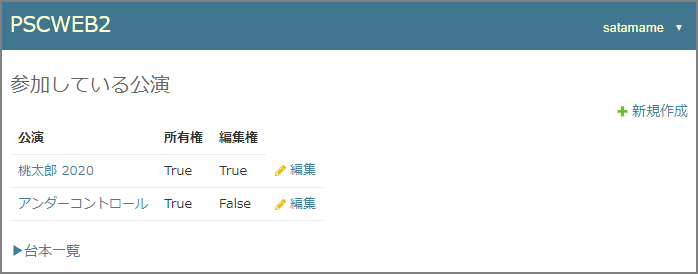 PSCWEB2
satamame ▼
参加している公演
新規作成
公演 所有権 編集権
桃太郎 2020 True True 編集
アンダーコントロール True False 編集
▶台本一覧